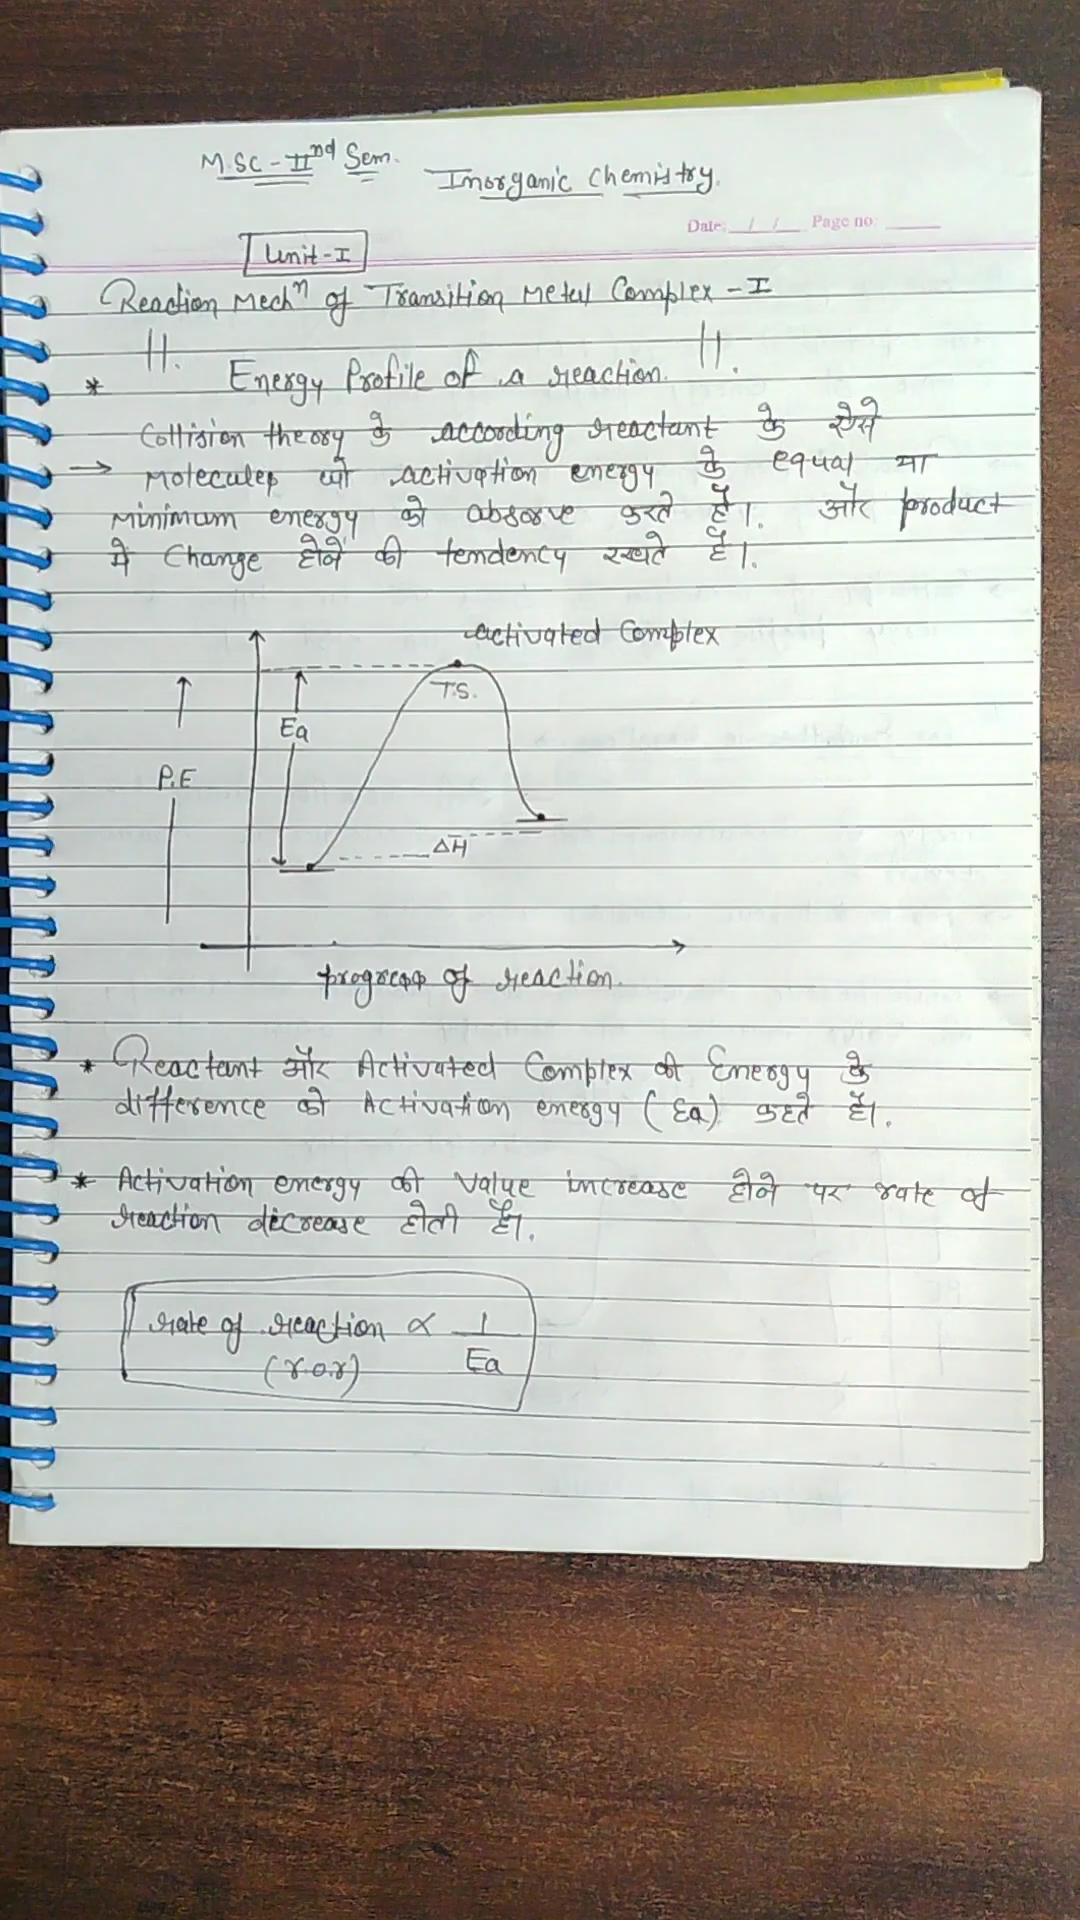 M.SC - IInd Sem.
Inorganic Chemistry.
Date: / / Page no:
Unit-I
Reaction Mechⁿ of Transition Metal Complex - I
* Energy Profile of a reaction.
Collision theory के according reactant के ऐसे
→ Molecules जो activation energy के equal या
minimum energy को absorve करते हैं। और product
मे change होने की tendency रखते हैं।
activated Complex
T.S.
Ea
P.E
ΔH
progress of reaction.
* Reactant और Activated Complex की Energy के
difference को Activation energy (Ea) कहते हैं।
* Activation energy की value increase होने पर rate of
reaction decrease होती है।
rate of reaction ∝ 1/Ea
(r.o.r)